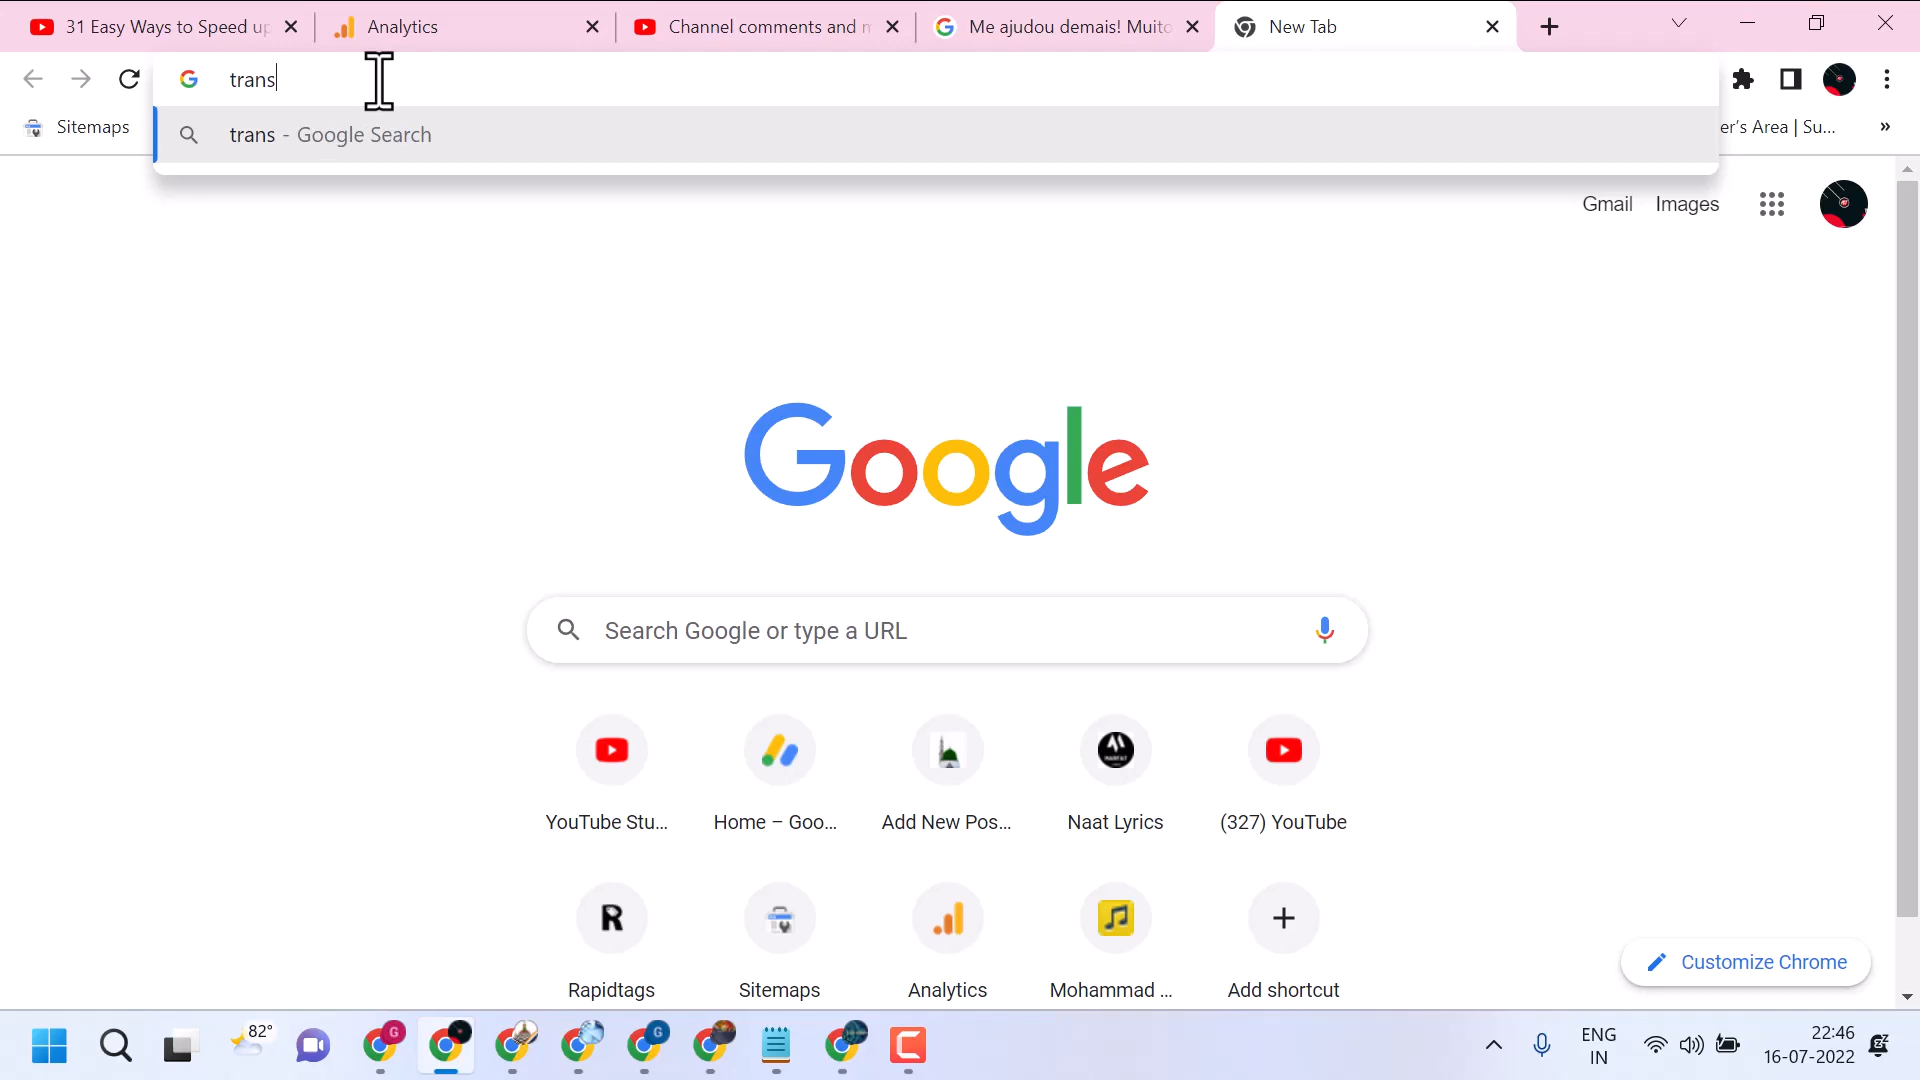 31 Easy Ways to Speed up
Analytics
Channel comments and m
Me ajudou demais! Muito
New Tab
trans
Sitemaps
trans - Google Search
er's Area | Su...
»
Gmail
Images
Google
Search Google or type a URL
YouTube Stu...
Home – Goo...
Add New Pos...
Naat Lyrics
(327) YouTube
Rapidtags
Sitemaps
Analytics
Mohammad ...
Add shortcut
Customize Chrome
82°
ENG
IN
22:46
16-07-2022